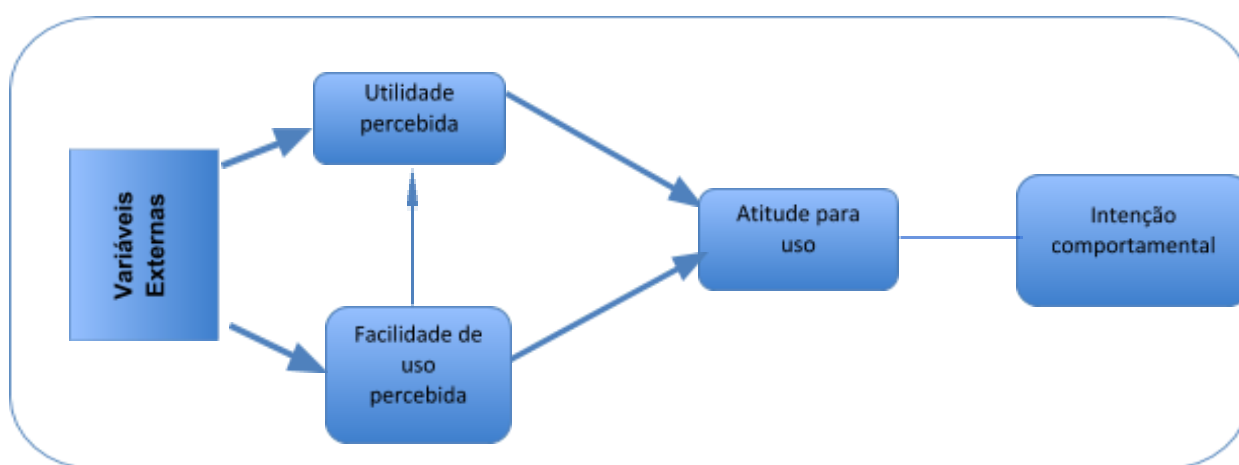 Utilidade
percebida
Variáveis
Externas
Atitude para
uso
Intenção
comportamental
Facilidade de
uso
percebida